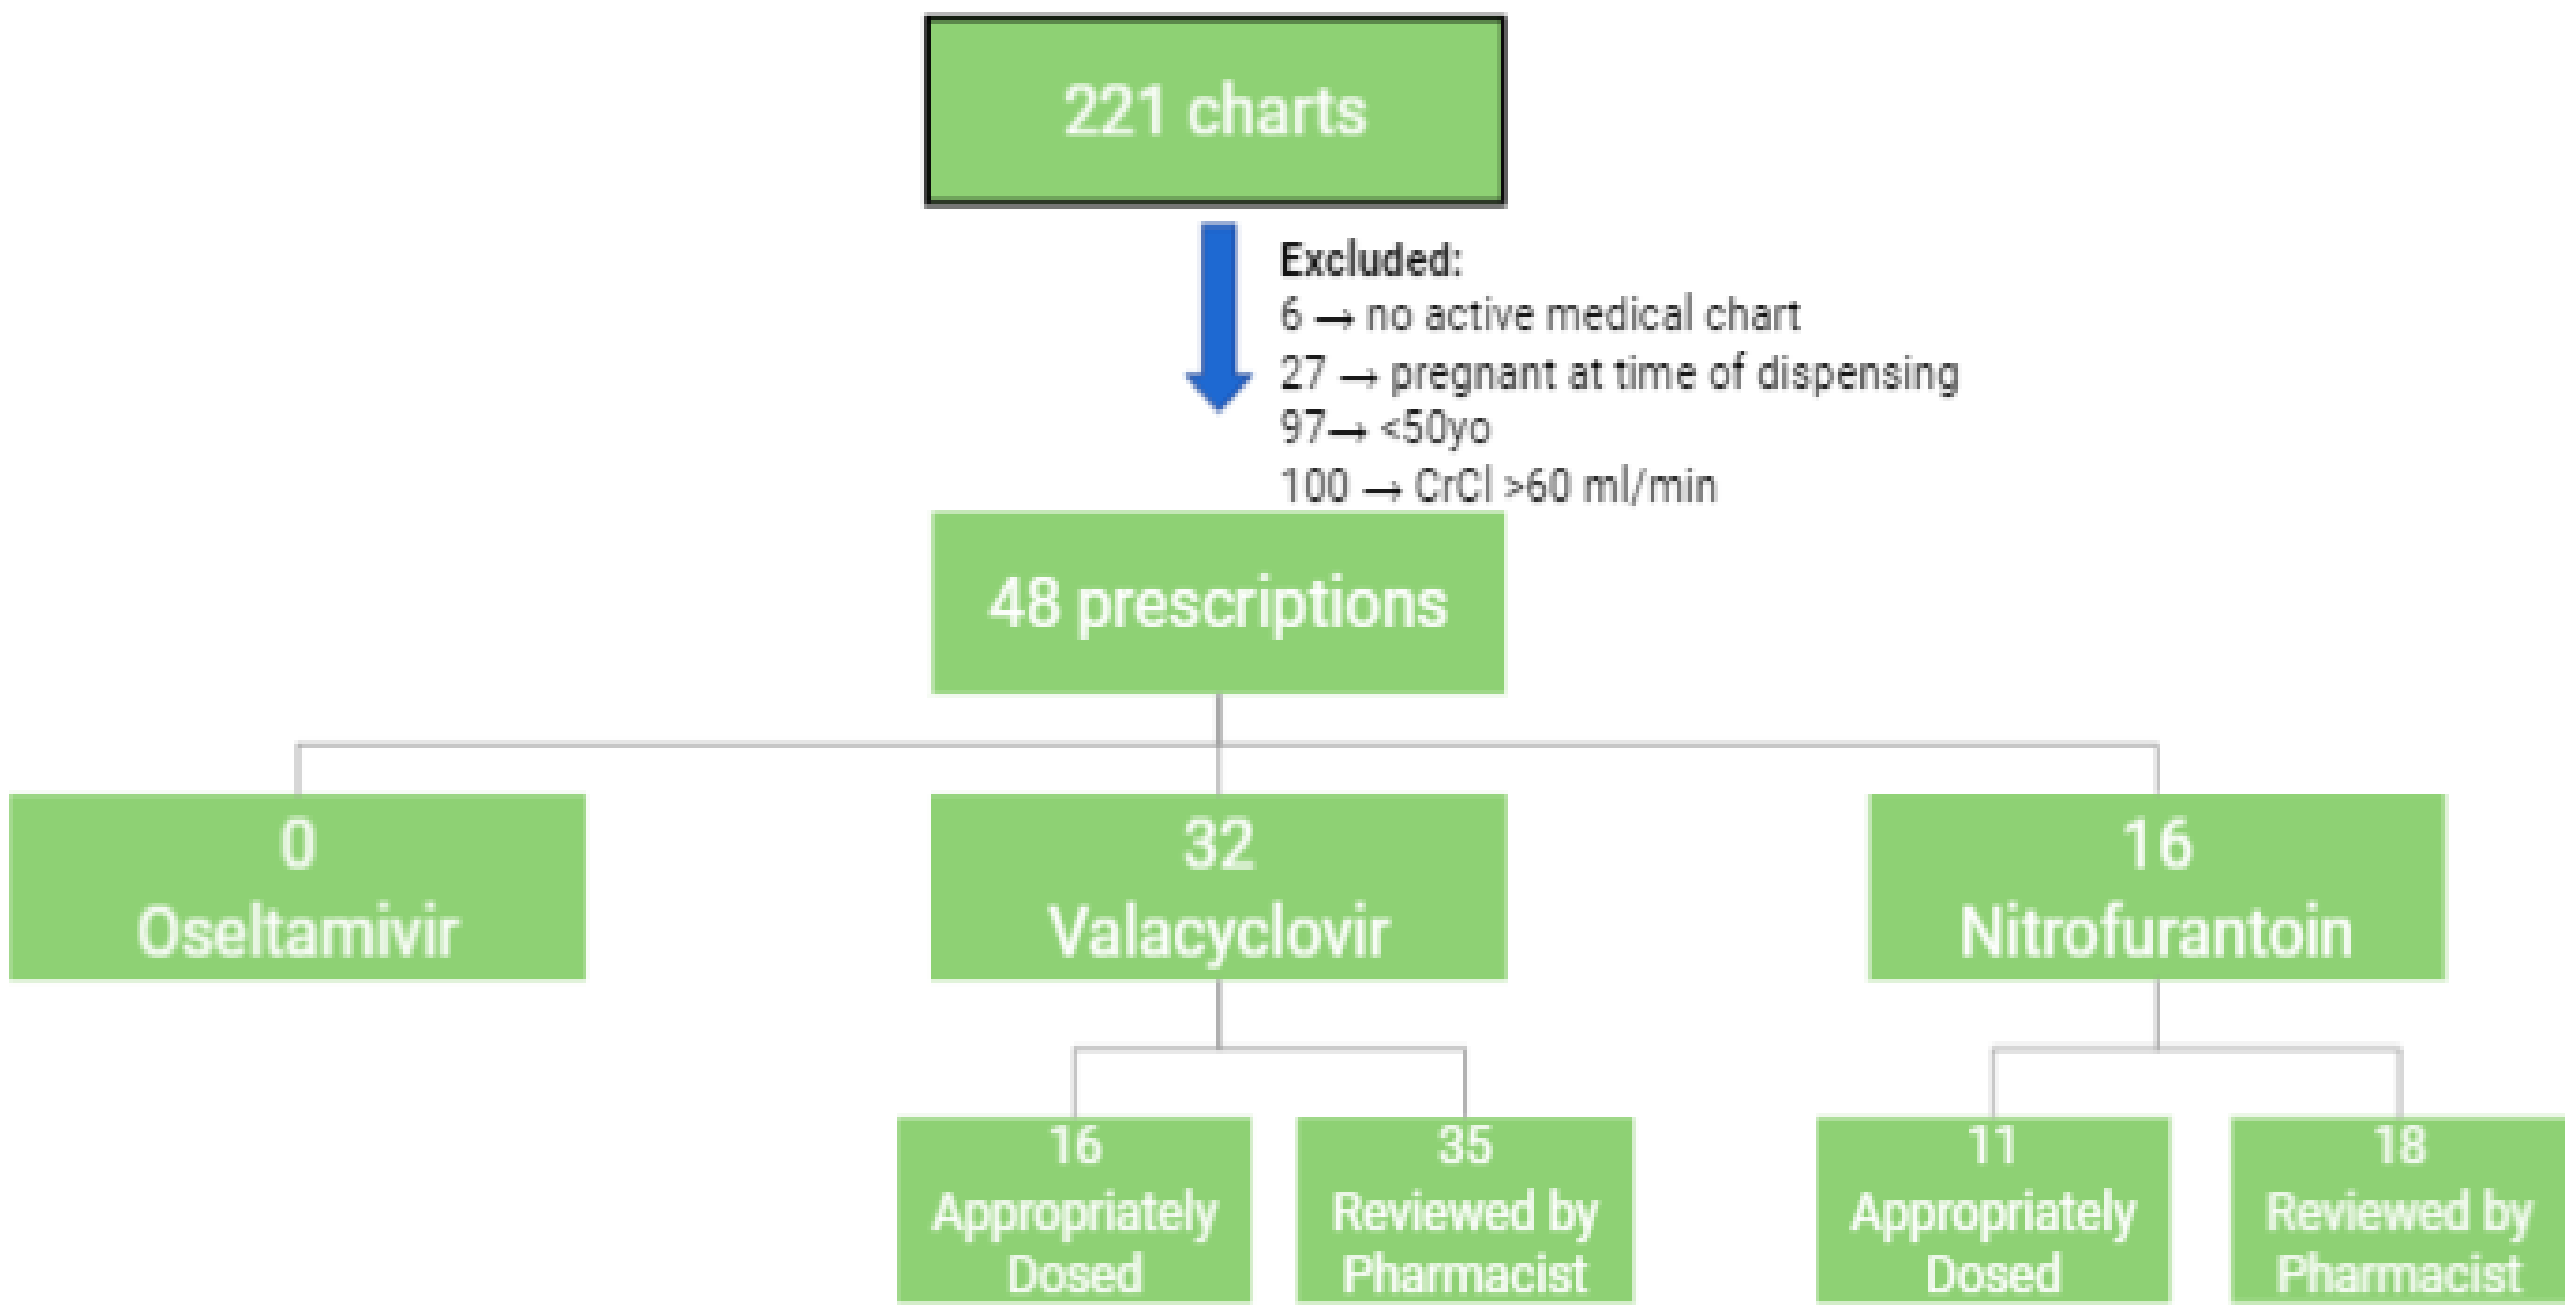 221 charts
Excluded:
6 → no active medical chart
27 → pregnant at time of dispensing
97→ <50yo
100 → CrCl >60 ml/min
48 prescriptions
0
Oseltamivir
32
Valacyclovir
16
Nitrofurantoin
16
Appropriately
Dosed
35
Reviewed by
Pharmacist
11
Appropriately
Dosed
18
Reviewed by
Pharmacist